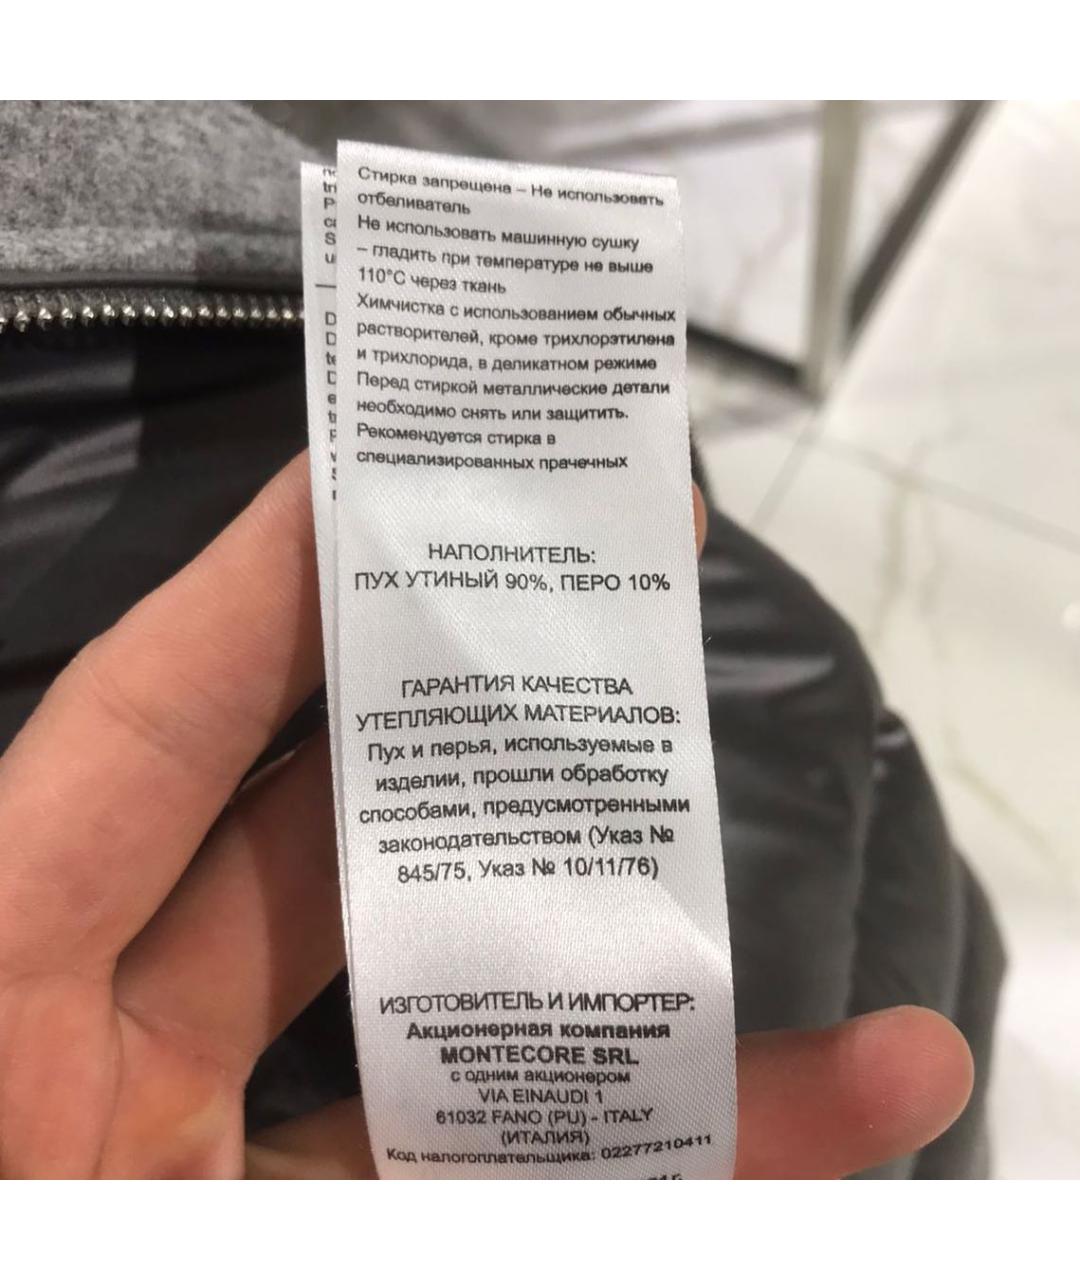 Стирка запрещена – Не использовать
отбеливатель
Не использовать машинную сушку
– гладить при температуре не выше
110°C через ткань
Химчистка с использованием обычных
растворителей, кроме трихлорэтилена
и трихлорида, в деликатном режиме
Перед стиркой металлические детали
необходимо снять или защитить.
Рекомендуется стирка в
специализированных прачечных
НАПОЛНИТЕЛЬ:
ПУХ УТИНЫЙ 90%, ПЕРО 10%
ГАРАНТИЯ КАЧЕСТВА
УТЕПЛЯЮЩИХ МАТЕРИАЛОВ:
Пух и перья, используемые в
изделии, прошли обработку
способами, предусмотренными
законодательством (Указ №
845/75, Указ № 10/11/76)
ИЗГОТОВИТЕЛЬ И ИМПОРТЕР:
Акционерная компания
MONTECORE SRL
с одним акционером
VIA EINAUDI 1
61032 FANO (PU) - ITALY
(ИТАЛИЯ)
Код налогоплательщика: 02277210411